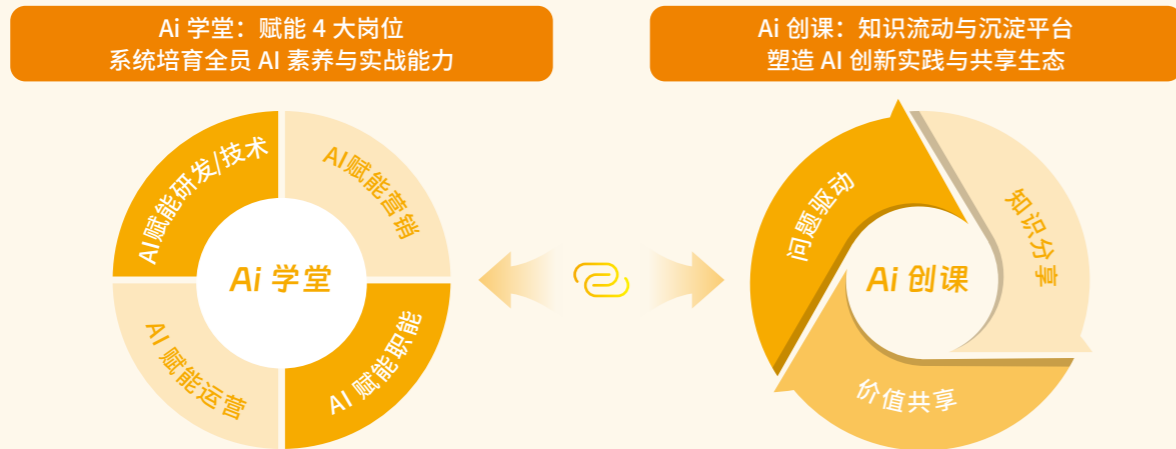 Ai 学堂：赋能 4 大岗位
系统培育全员 AI 素养与实战能力
AI赋能研发/技术
AI赋能营销
Ai 学堂
AI 赋能运营
AI 赋能职能
Ai 创课：知识流动与沉淀平台
塑造 AI 创新实践与共享生态
问题驱动
知识分享
Ai 创课
价值共享